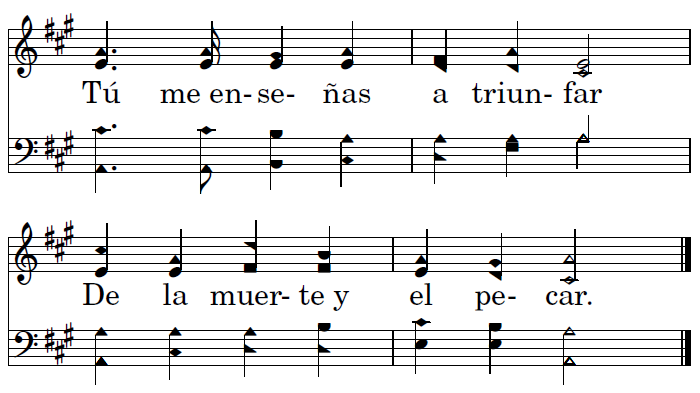 Tú me en- se- ñas a triun- far
De la muer- te y el pe- car.